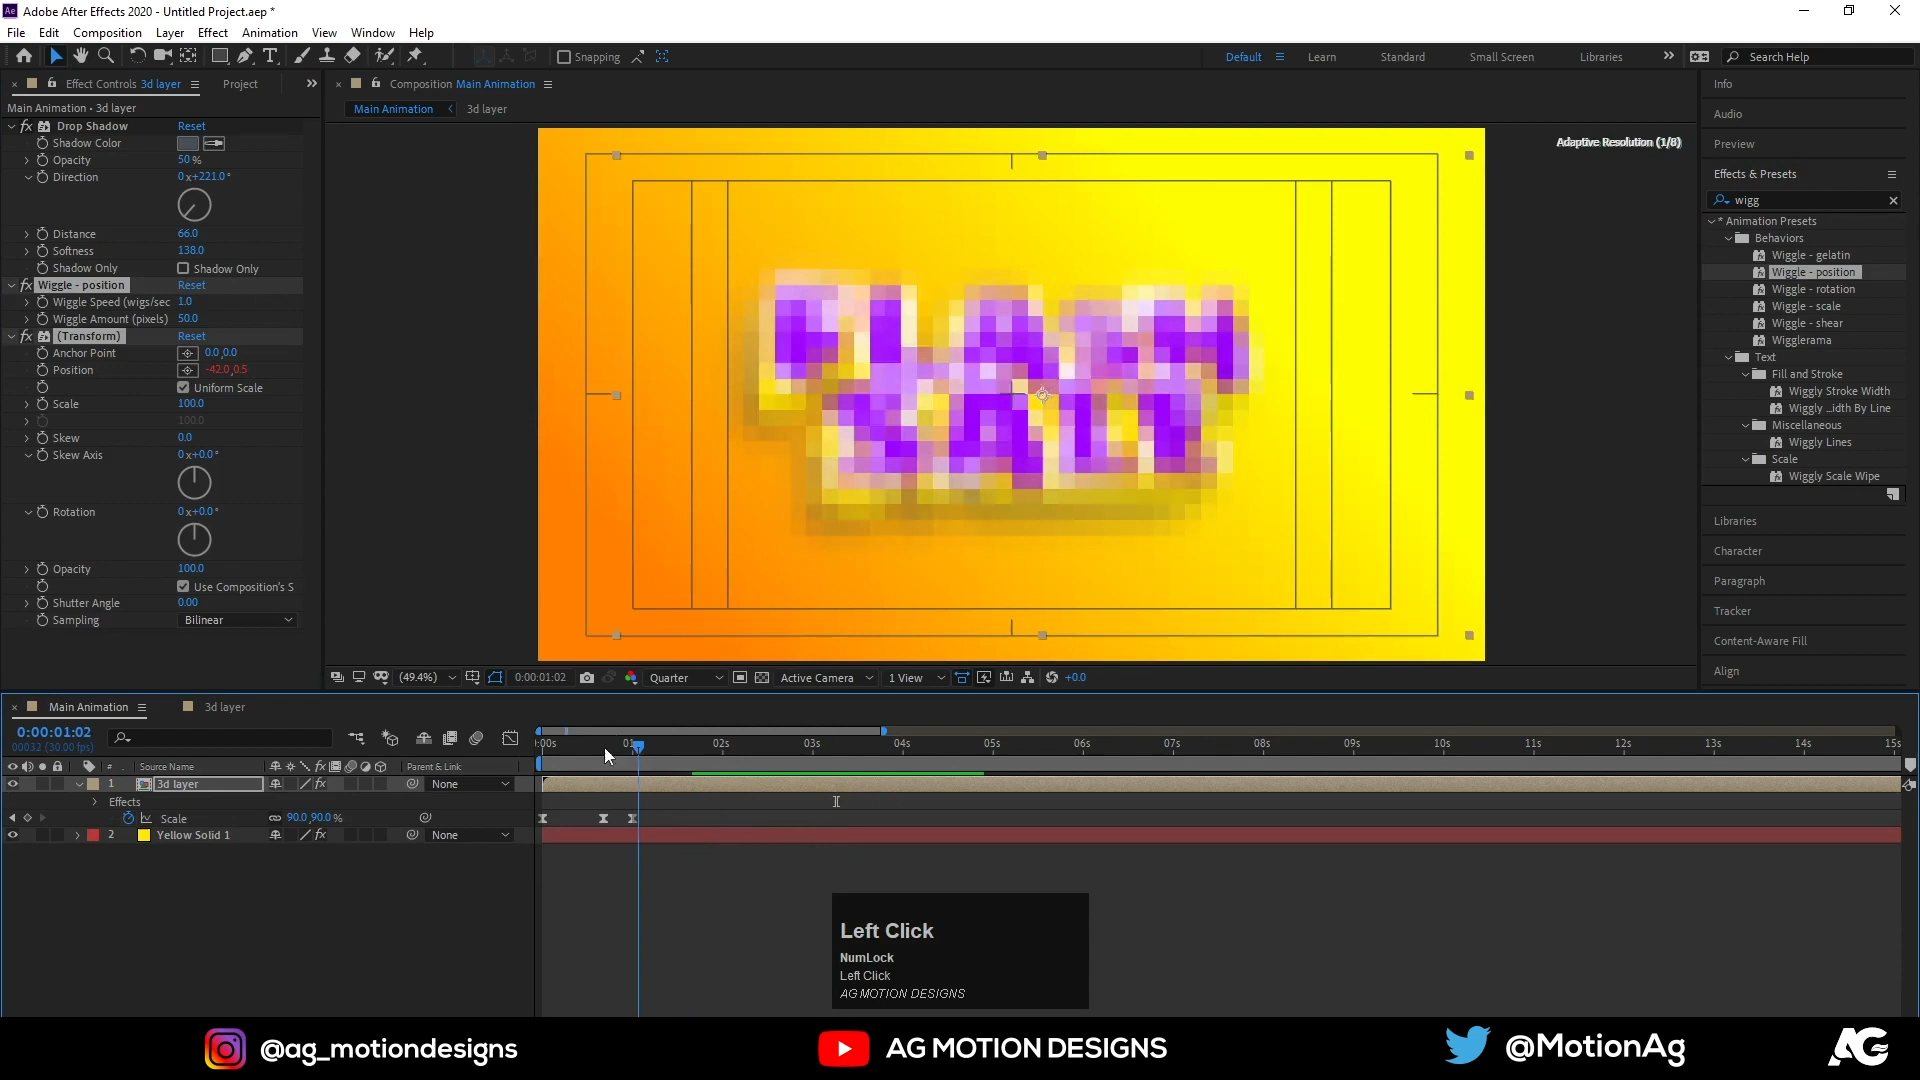 Adobe After Effects 2020 - Untitled Project.aep *
File Edit Composition Layer Effect Animation View Window Help
Snapping
Default Learn Standard Small Screen Libraries Search Help
Effect Controls 3d layer Project
Main Animation • 3d layer
Drop Shadow Reset
Shadow Color
Opacity 50 %
Direction 0x+221.0°
Distance 66.0
Softness 138.0
Shadow Only Shadow Only
Wiggle - position Reset
Wiggle Speed (wigs/sec 1.0
Wiggle Amount (pixels) 50.0
(Transform) Reset
Anchor Point 0.0,0.0
Position -42.0,0.5
Uniform Scale
Scale 100.0
100.0
Skew 0.0
Skew Axis 0x+0.0°
Rotation 0x+0.0°
Opacity 100.0
Use Composition's S
Shutter Angle 0.00
Sampling Bilinear
Composition Main Animation
Main Animation 3d layer
Adaptive Resolution (1/8)
(49.4%) 0:00:01:02 Quarter Active Camera 1 View +0.0
Info
Audio
Preview
Effects & Presets
wigg
* Animation Presets
Behaviors
Wiggle - gelatin
Wiggle - position
Wiggle - rotation
Wiggle - scale
Wiggle - shear
Wigglerama
Text
Fill and Stroke
Wiggly Stroke Width
Wiggly ...idth By Line
Miscellaneous
Wiggly Lines
Scale
Wiggly Scale Wipe
Libraries
Character
Paragraph
Tracker
Content-Aware Fill
Align
Main Animation 3d layer
0:00:01:02
00032 (30.00 fps)
:00s 01s 02s 03s 04s 05s 06s 07s 08s 09s 10s 11s 12s 13s 14s 15s
# Source Name Parent & Link
1 3d layer None
Effects
Scale 90.0,90.0 %
2 Yellow Solid 1 None
Left Click
NumLock
Left Click
AG MOTION DESIGNS
@ag_motiondesigns AG MOTION DESIGNS @MotionAg AG